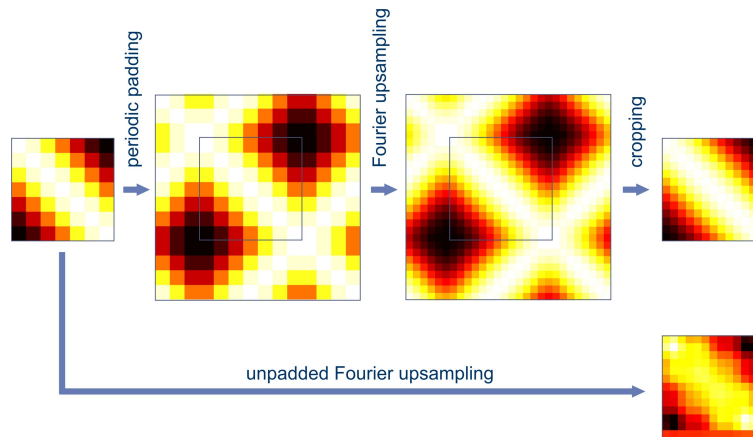 periodic padding
Fourier upsampling
cropping
unpadded Fourier upsampling